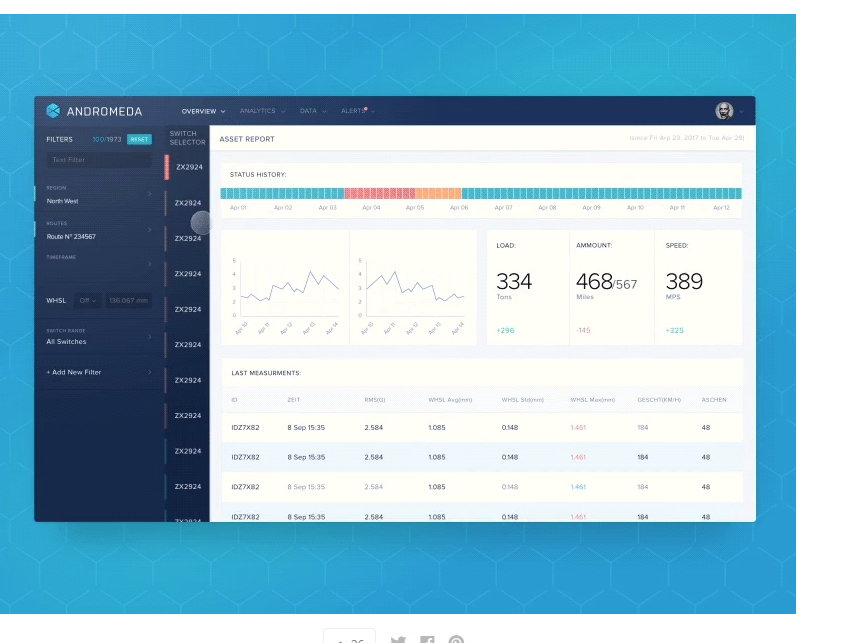 ANDROMEDA
OVERVIEW ANALYTICS DATA ALERTS
FILTERS 100/1973 RESET
Text Filter
REGION
North West
ROUTES
Route N° 234567
TIMEFRAME
WHSL Off 136.067 mm
SWITCH RANGE
All Switches
+ Add New Filter
SWITCH
SELECTOR
ZX2924
ZX2924
ZX2924
ZX2924
ZX2924
ZX2924
ZX2924
ZX2924
ZX2924
ZX2924
ZX2924
ASSET REPORT (since Fri Arp 23, 2017 to Tue Apr 29)
STATUS HISTORY:
Apr 01 Apr 02 Apr 03 Apr 04 Apr 05 Apr 06 Apr 07 Apr 08 Apr 09 Apr 10 Apr 11 Apr 12
5
4
3
2
0
Apr 10 Apr 11 Apr 12 Apr 13 Apr 14
5
4
3
2
0
Apr 10 Apr 11 Apr 12 Apr 13 Apr 14
LOAD:
334
Tons
+296
AMMOUNT:
468/567
Miles
-145
SPEED:
389
MPS
+325
LAST MEASURMENTS:
ID ZEIT RMS(G) WHSL Avg(mm) WHSL Std(mm) WHSL Max(mm) GESCHT(KM/H) ASCHEN
IDZ7X82 8 Sep 15:35 2.584 1.085 0.148 1.461 184 48
IDZ7X82 8 Sep 15:35 2.584 1.085 0.148 1.461 184 48
IDZ7X82 8 Sep 15:35 2.584 1.085 0.148 1.461 184 48
IDZ7X82 8 Sep 15:35 2.584 1.085 0.148 1.461 184 48